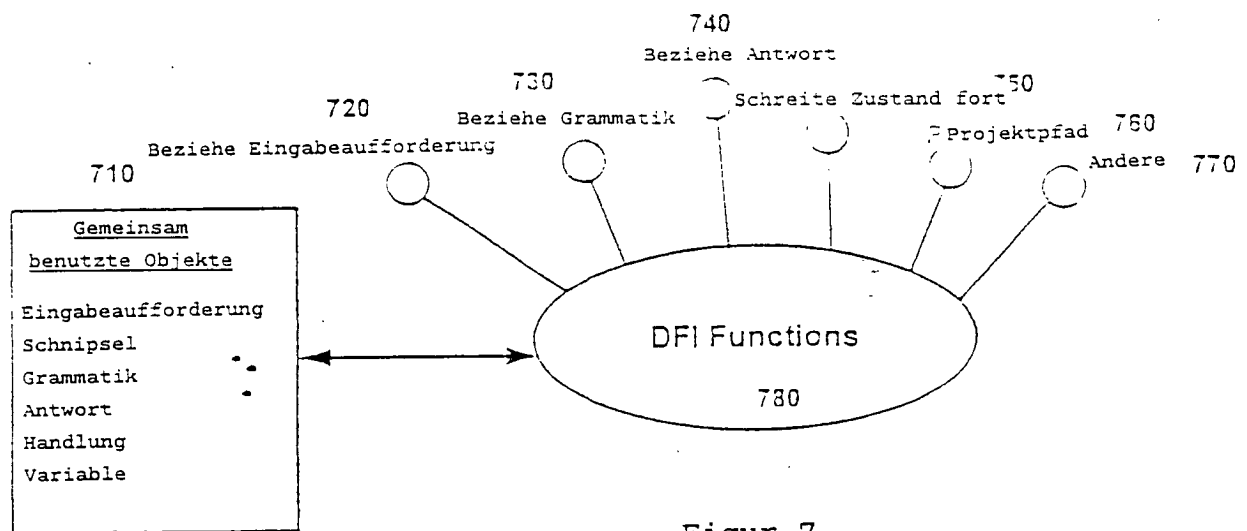 740
Beziehe Antwort
730
750
Schreite Zustand fort
720
Beziehe Grammatik
760
Projektpfad
Beziehe Eingabeaufforderung
Andere 770
710
Gemeinsam
benutzte Objekte
Eingabeaufforderung
Schnipsel
Grammatik
Antwort
Handlung
Variable
DFI Functions
780
Figur 7